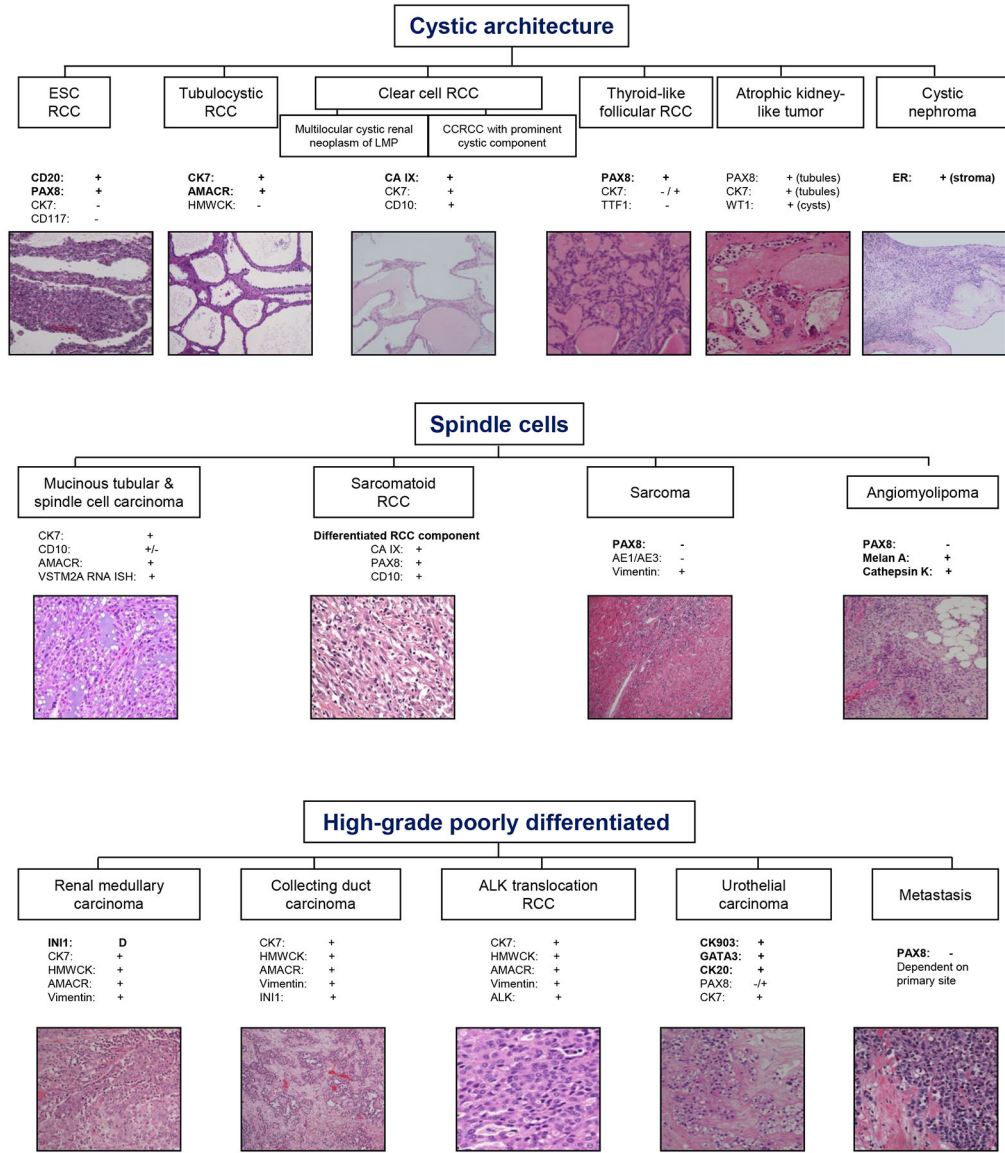 Cystic architecture
ESC
RCC
Tubulocystic
RCC
Clear cell RCC
Multilocular cystic renal
neoplasm of LMP
CCRCC with prominent
cystic component
Thyroid-like
follicular RCC
Atrophic kidney-
like tumor
Cystic
nephroma
CD20: +
PAX8: +
CK7: -
CD117: -
CK7: +
AMACR: +
HMWCK: -
CA IX: +
CK7: +
CD10: +
PAX8: +
CK7: - / +
TTF1: -
PAX8: + (tubules)
CK7: + (tubules)
WT1: + (cysts)
ER: + (stroma)
Spindle cells
Mucinous tubular &
spindle cell carcinoma
Sarcomatoid
RCC
Sarcoma
Angiomyolipoma
CK7: +
CD10: +/-
AMACR: +
VSTM2A RNA ISH: +
Differentiated RCC component
CA IX: +
PAX8: +
CD10: +
PAX8: -
AE1/AE3: -
Vimentin: +
PAX8: -
Melan A: +
Cathepsin K: +
High-grade poorly differentiated
Renal medullary
carcinoma
Collecting duct
carcinoma
ALK translocation
RCC
Urothelial
carcinoma
Metastasis
INI1: D
CK7: +
HMWCK: +
AMACR: +
Vimentin: +
CK7: +
HMWCK: +
AMACR: +
Vimentin: +
INI1: +
CK7: +
HMWCK: +
AMACR: +
Vimentin: +
ALK: +
CK903: +
GATA3: +
CK20: +
PAX8: -/+
CK7: +
PAX8: -
Dependent on
primary site